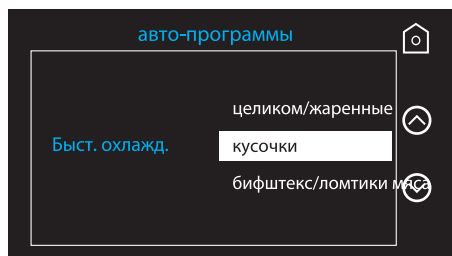 авто-программы
целиком/жаренные
Быст. охлажд.
кусочки
бифштекс/ломтики мяса